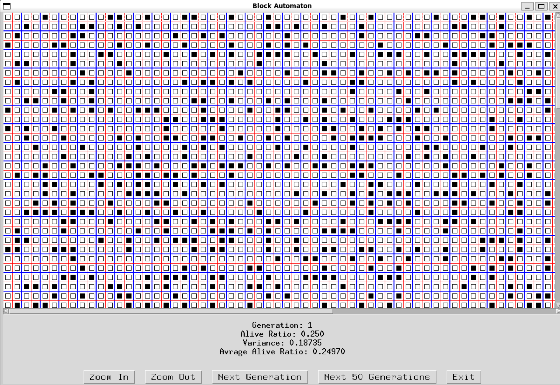 Block Automaton
Generation: 1
Alive Ratio: 0.250
Variance: 0.18735
Avrage Alive Ratio: 0.24970
Zoom In Zoom Out Next Generation Next 50 Generations Exit